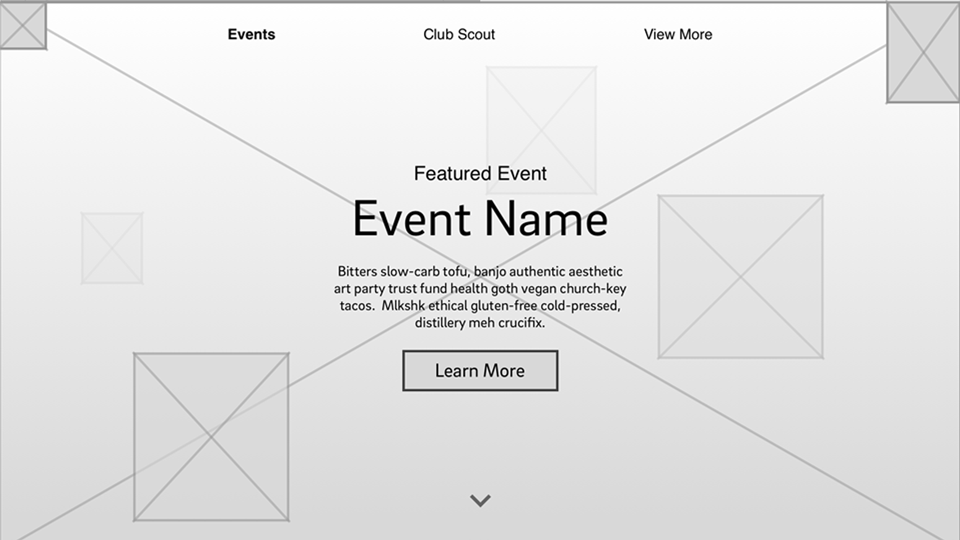 Events
Club Scout
View More
Featured Event
Event Name
Bitters slow-carb tofu, banjo authentic aesthetic
art party trust fund health goth vegan church-key
tacos.  Mlkshk ethical gluten-free cold-pressed,
distillery meh crucifix.
Learn More